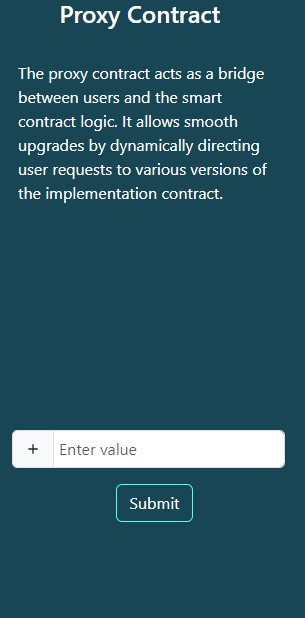 Proxy Contract
The proxy contract acts as a bridge
between users and the smart
contract logic. It allows smooth
upgrades by dynamically directing
user requests to various versions of
the implementation contract.
+ Enter value
Submit